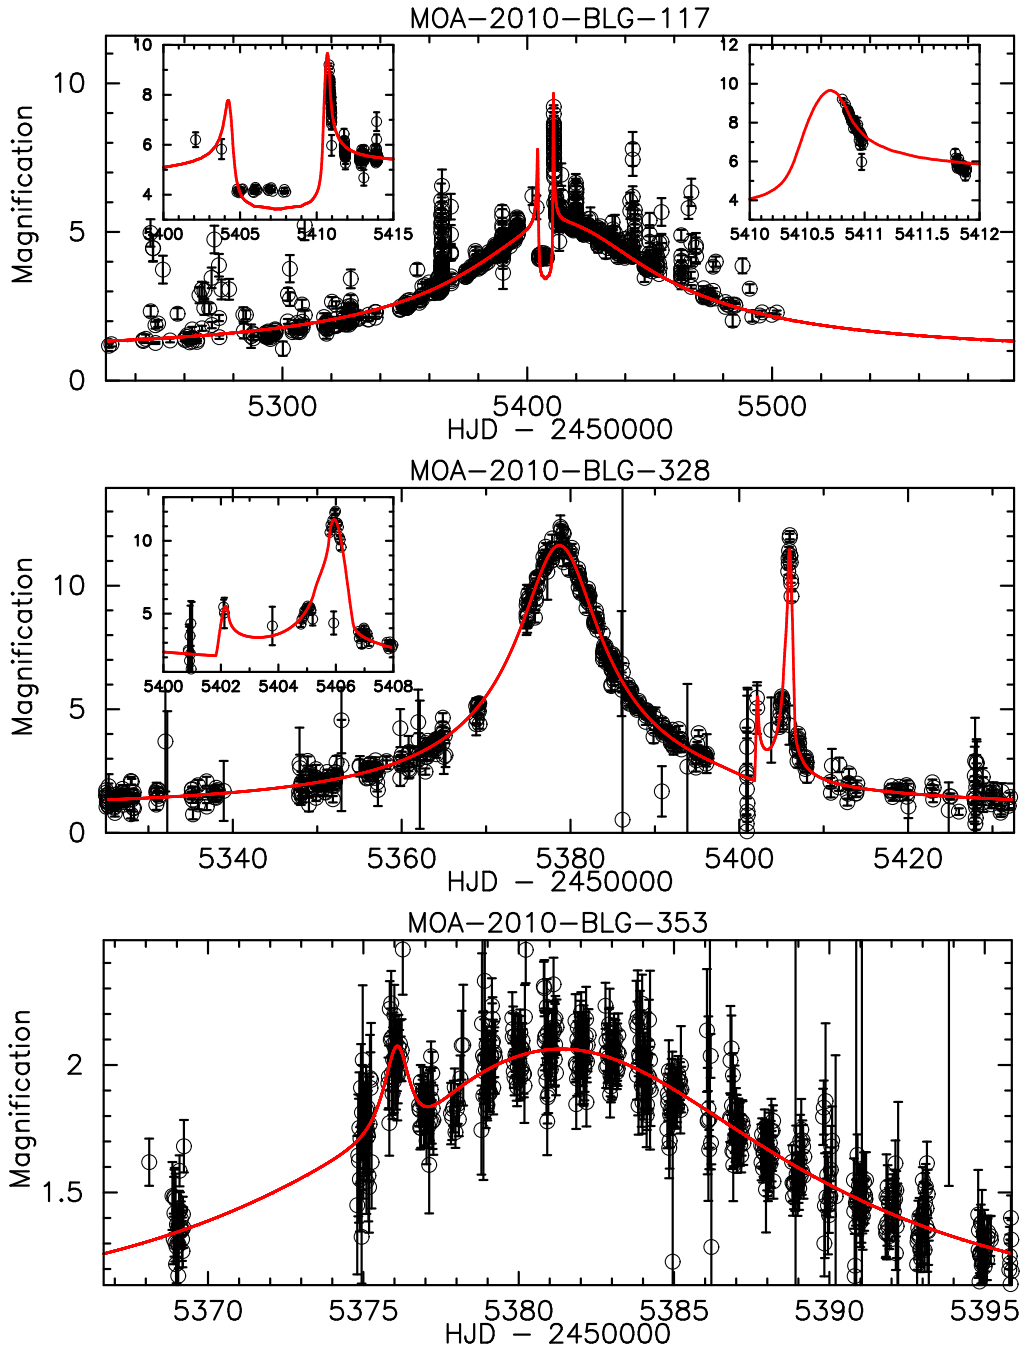 MOA-2010-BLG-117
Magnification
10
5
0
5300 5400 5500
HJD - 2450000
10
8
6
4
5400 5405 5410 5415
12
10
8
6
4
5410 5410.5 5411 5411.5 5412
MOA-2010-BLG-328
Magnification
10
5
0
5340 5360 5380 5400 5420
HJD - 2450000
10
5
5400 5402 5404 5406 5408
MOA-2010-BLG-353
Magnification
2
1.5
5370 5375 5380 5385 5390 5395
HJD - 2450000